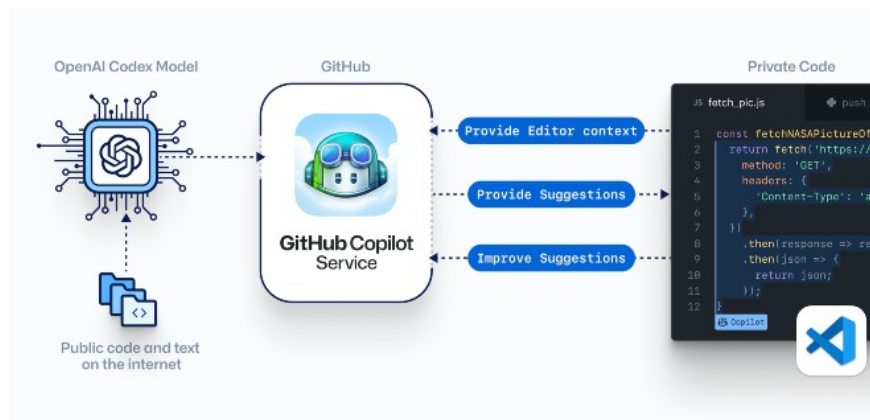 OpenAI Codex Model
GitHub
Private Code
JS fetch_pic.js
push_
Provide Editor context
Provide Suggestions
Improve Suggestions
GitHub Copilot
Service
Public code and text
on the internet
1 const fetchNASAPictureOf
2 return fetch('https://
3 method: 'GET',
4 headers: {
5 'Content-Type': 'a
6 },
7 })
8 .then(response => re
9 .then(json => {
10 return json;
11 });
12 }
Copilot